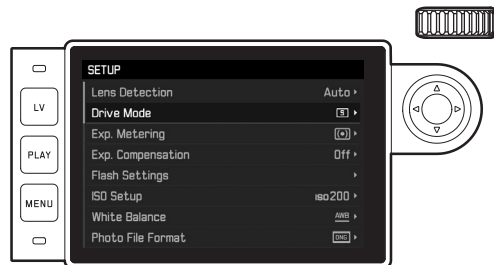 SETUP
Lens Detection Auto
Drive Mode S
Exp. Metering
Exp. Compensation Off
Flash Settings
ISO Setup ISO200
White Balance AWB
Photo File Format DNG
LV
PLAY
MENU